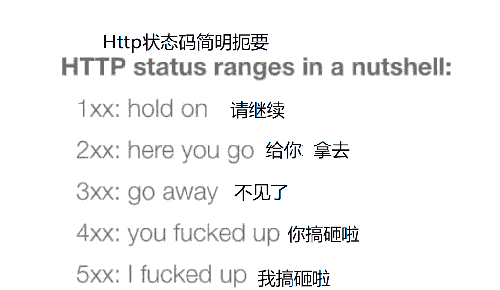 Http状态码简明扼要
HTTP status ranges in a nutshell:
1xx: hold on 请继续
2xx: here you go 给你 拿去
3xx: go away 不见了
4xx: you fucked up 你搞砸啦
5xx: I fucked up 我搞砸啦